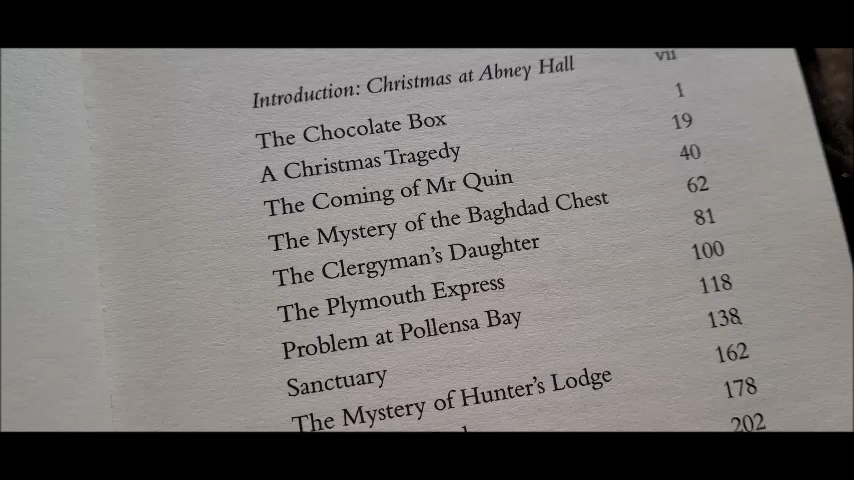 Introduction: Christmas at Abney Hall vii
The Chocolate Box 1
A Christmas Tragedy 19
The Coming of Mr Quin 40
The Mystery of the Baghdad Chest 62
The Clergyman's Daughter 81
The Plymouth Express 100
Problem at Pollensa Bay 118
Sanctuary 138
The Mystery of Hunter's Lodge 162
178
202